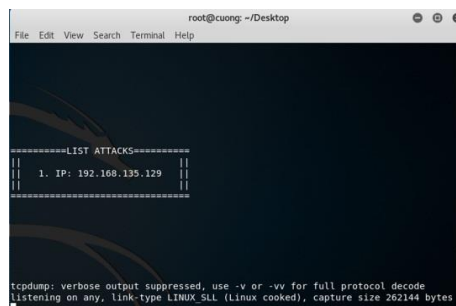 root@cuong: ~/Desktop
File Edit View Search Terminal Help
==========LIST ATTACKS==========
|| ||
|| 1. IP: 192.168.135.129 ||
|| ||
================================
tcpdump: verbose output suppressed, use -v or -vv for full protocol decode
listening on any, link-type LINUX_SLL (Linux cooked), capture size 262144 bytes